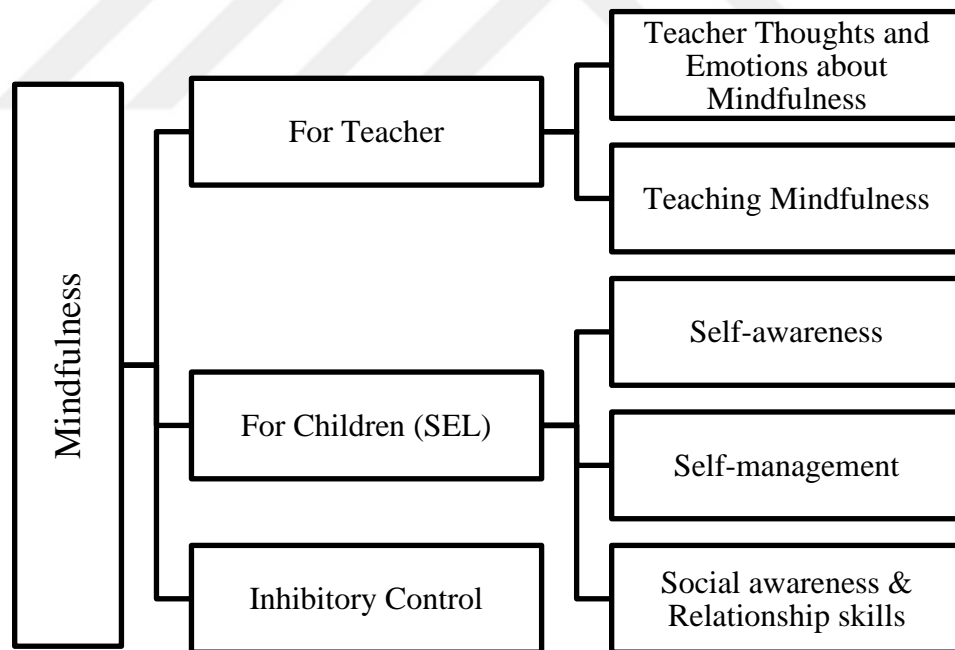 Mindfulness
For Teacher
Teacher Thoughts and
Emotions about
Mindfulness
Teaching Mindfulness
For Children (SEL)
Self-awareness
Self-management
Social awareness &
Relationship skills
Inhibitory Control